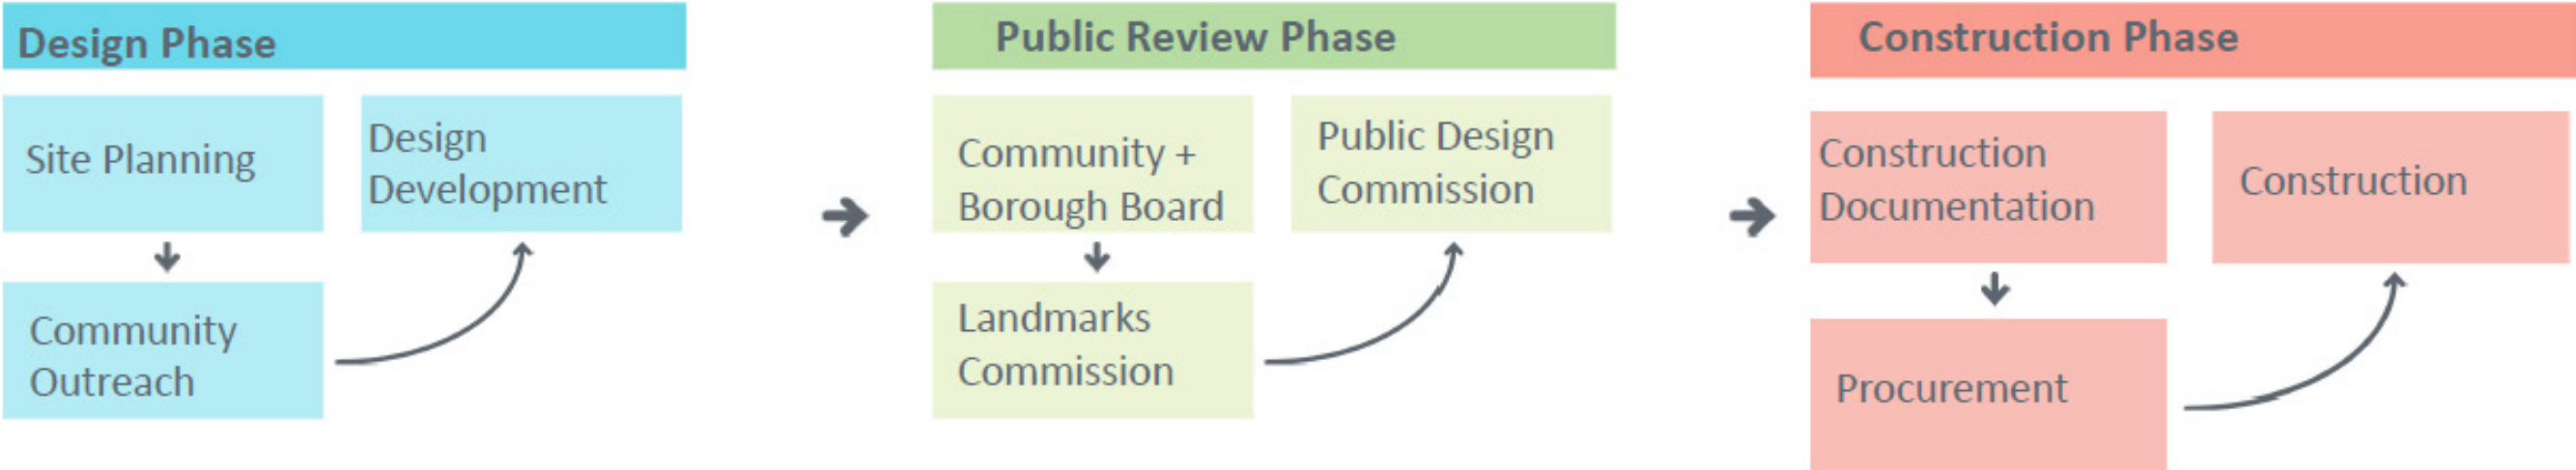 Design Phase
Site Planning
Community
Outreach
Design
Development
Public Review Phase
Community +
Borough Board
Landmarks
Commission
Public Design
Commission
Construction Phase
Construction
Documentation
Procurement
Construction